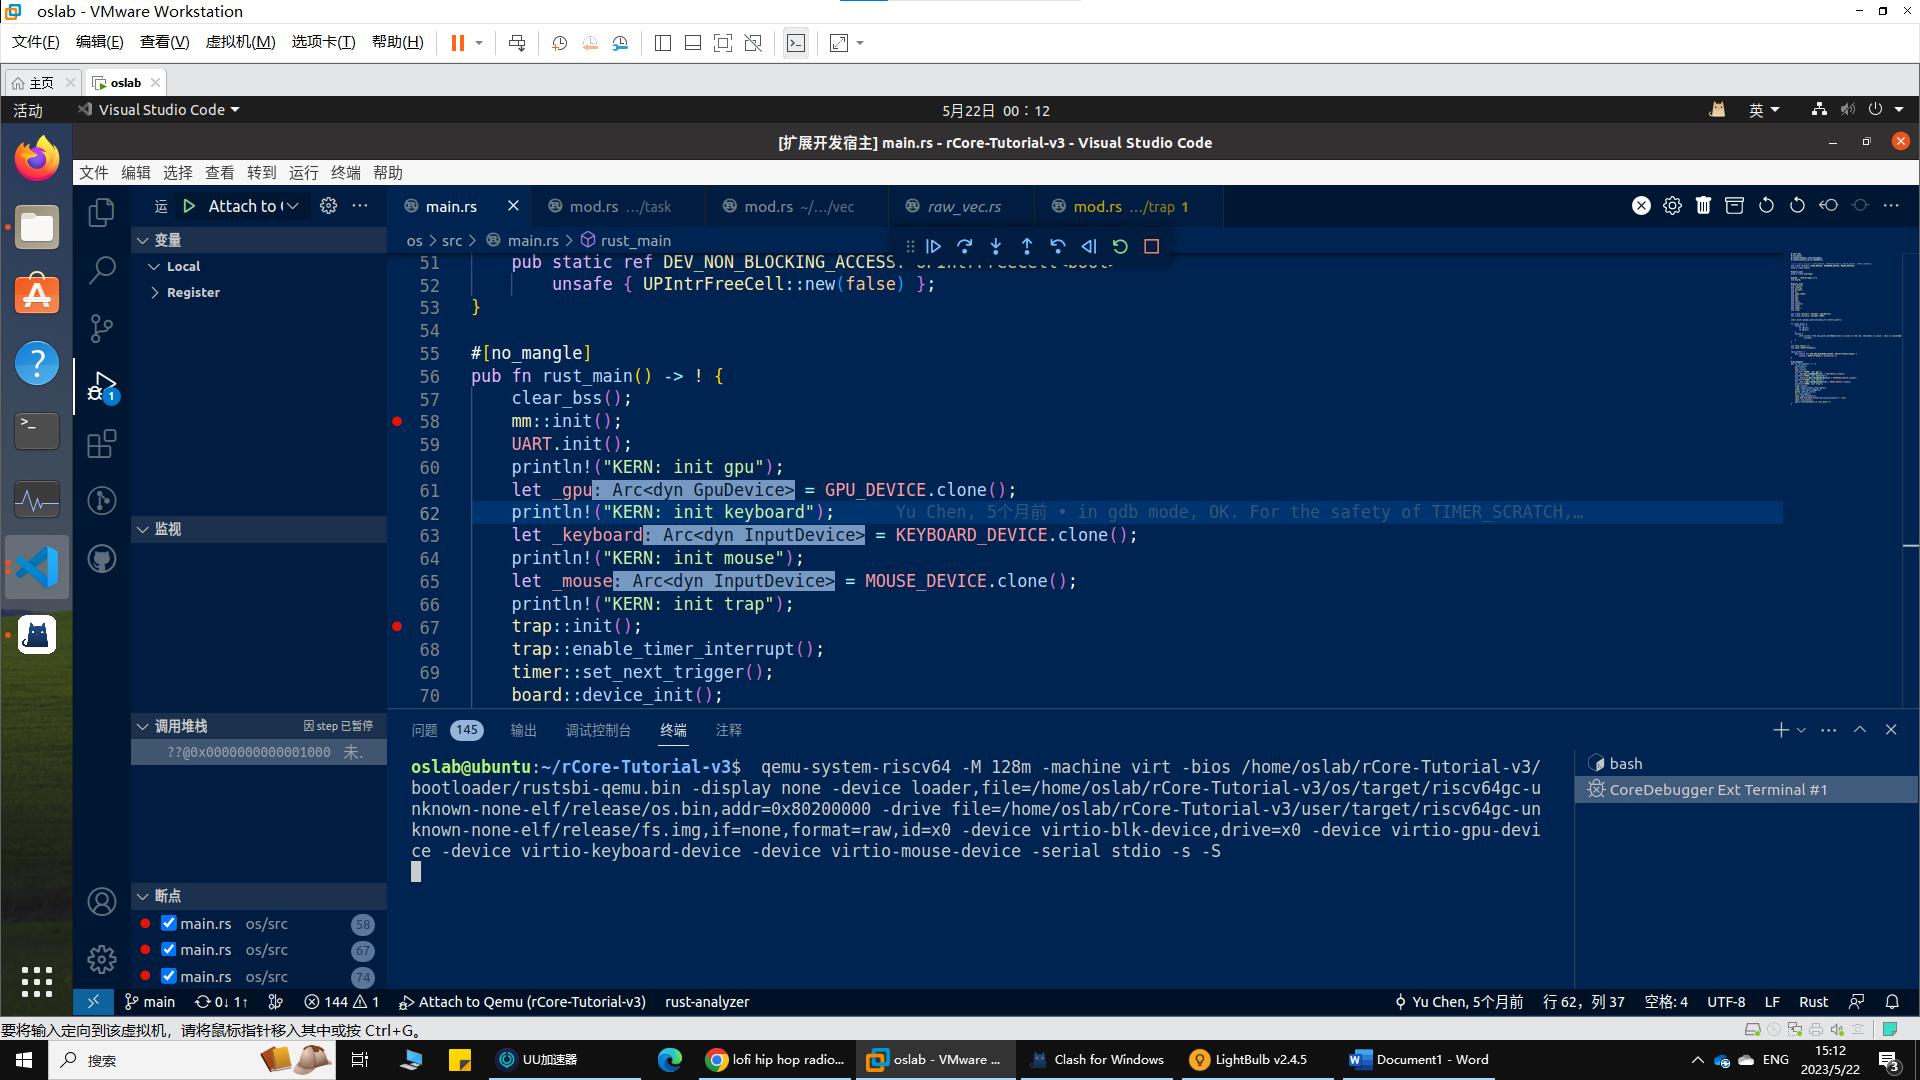 oslab - VMware Workstation
文件(F) 编辑(E) 查看(V) 虚拟机(M) 选项卡(T) 帮助(H)
主页 oslab
活动 Visual Studio Code 5月22日 00：12 英
[扩展开发宿主] main.rs - rCore-Tutorial-v3 - Visual Studio Code
文件 编辑 选择 查看 转到 运行 终端 帮助
运 Attach to (
main.rs mod.rs .../task mod.rs ~/.../vec raw_vec.rs mod.rs .../trap 1
os > src > main.rs > rust_main
变量
Local
Register
监视
调用堆栈 因 step 已暂停
??@0x0000000000001000 未.
断点
main.rs os/src 58
main.rs os/src 67
main.rs os/src 74
51 pub static ref DEV_NON_BLOCKING_ACCESS: UPIntrFreeCell<bool>
52 unsafe { UPIntrFreeCell::new(false) };
53 }
54
55 #[no_mangle]
56 pub fn rust_main() -> ! {
57 clear_bss();
58 mm::init();
59 UART.init();
60 println!("KERN: init gpu");
61 let _gpu: Arc<dyn GpuDevice> = GPU_DEVICE.clone();
62 println!("KERN: init keyboard"); Yu Chen, 5个月前 • in gdb mode, OK. For the safety of TIMER_SCRATCH,…
63 let _keyboard: Arc<dyn InputDevice> = KEYBOARD_DEVICE.clone();
64 println!("KERN: init mouse");
65 let _mouse: Arc<dyn InputDevice> = MOUSE_DEVICE.clone();
66 println!("KERN: init trap");
67 trap::init();
68 trap::enable_timer_interrupt();
69 timer::set_next_trigger();
70 board::device_init();
问题 145 输出 调试控制台 终端 注释
oslab@ubuntu:~/rCore-Tutorial-v3$ qemu-system-riscv64 -M 128m -machine virt -bios /home/oslab/rCore-Tutorial-v3/
bootloader/rustsbi-qemu.bin -display none -device loader,file=/home/oslab/rCore-Tutorial-v3/os/target/riscv64gc-u
nknown-none-elf/release/os.bin,addr=0x80200000 -drive file=/home/oslab/rCore-Tutorial-v3/user/target/riscv64gc-un
known-none-elf/release/fs.img,if=none,format=raw,id=x0 -device virtio-blk-device,drive=x0 -device virtio-gpu-devi
ce -device virtio-keyboard-device -device virtio-mouse-device -serial stdio -s -S
bash
CoreDebugger Ext Terminal #1
1
main 0↓ 1↑ 144 1 Attach to Qemu (rCore-Tutorial-v3) rust-analyzer Yu Chen, 5个月前 行 62，列 37 空格: 4 UTF-8 LF Rust
要将输入定向到该虚拟机，请将鼠标指针移入其中或按 Ctrl+G。
搜索 UU加速器 lofi hip hop radio... oslab - VMware ... Clash for Windows LightBulb v2.4.5 Document1 - Word ENG 15:12
2023/5/22 3